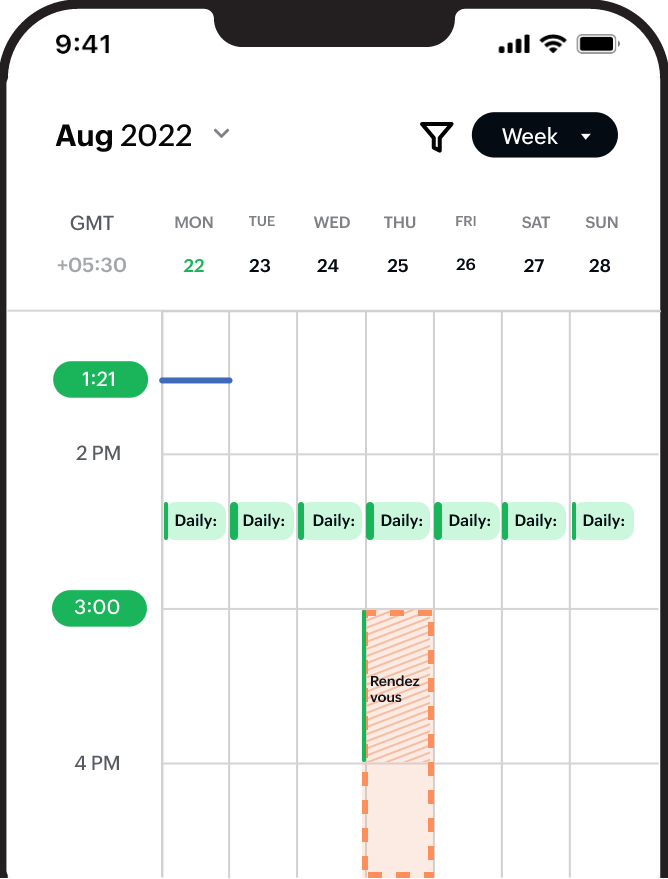 9:41
Aug 2022
Week
GMT MON TUE WED THU FRI SAT SUN
+05:30 22 23 24 25 26 27 28
1:21
2 PM
Daily: Daily: Daily: Daily: Daily: Daily: Daily:
3:00
Rendez
vous
4 PM